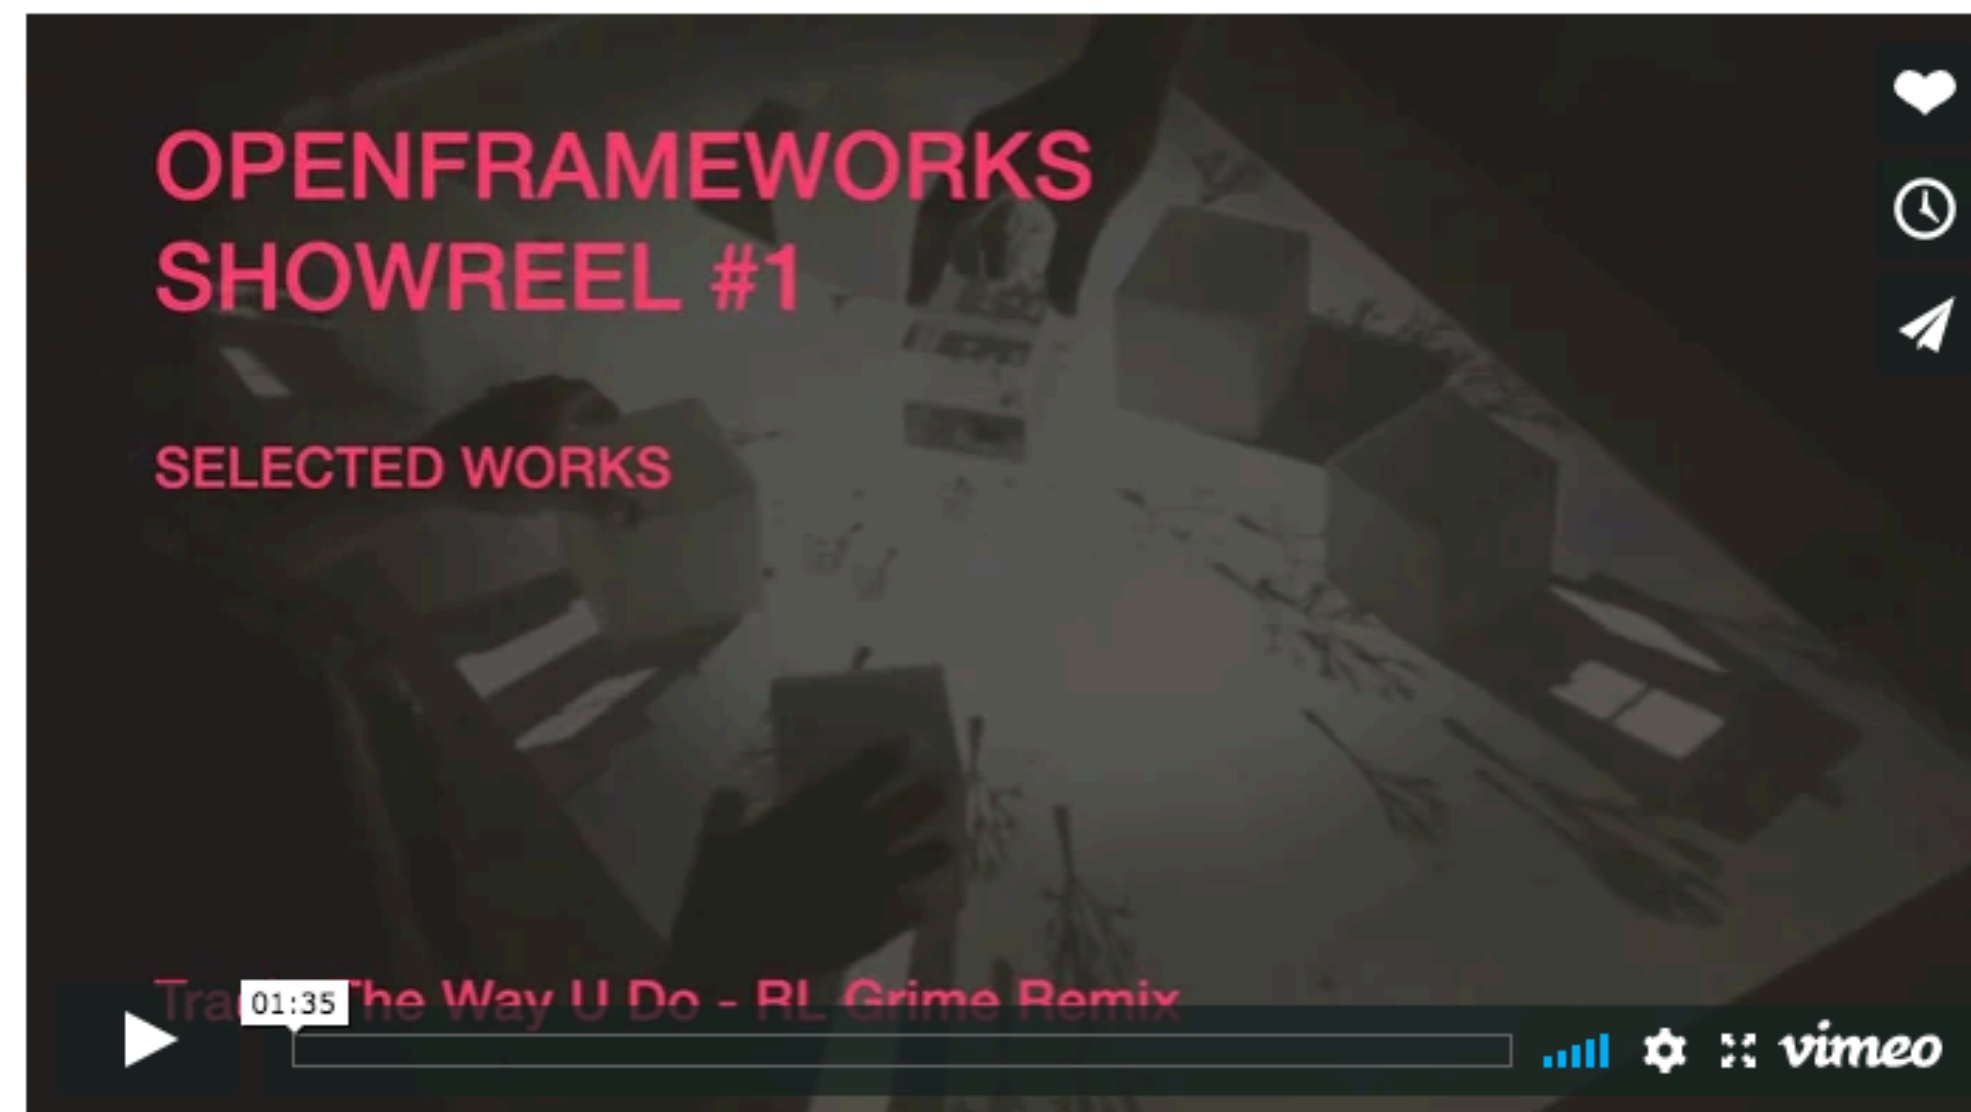 OPENFRAMEWORKS
SHOWREEL #1
SELECTED WORKS
The Way U Do - RL Grime Remix
01:35
vimeo